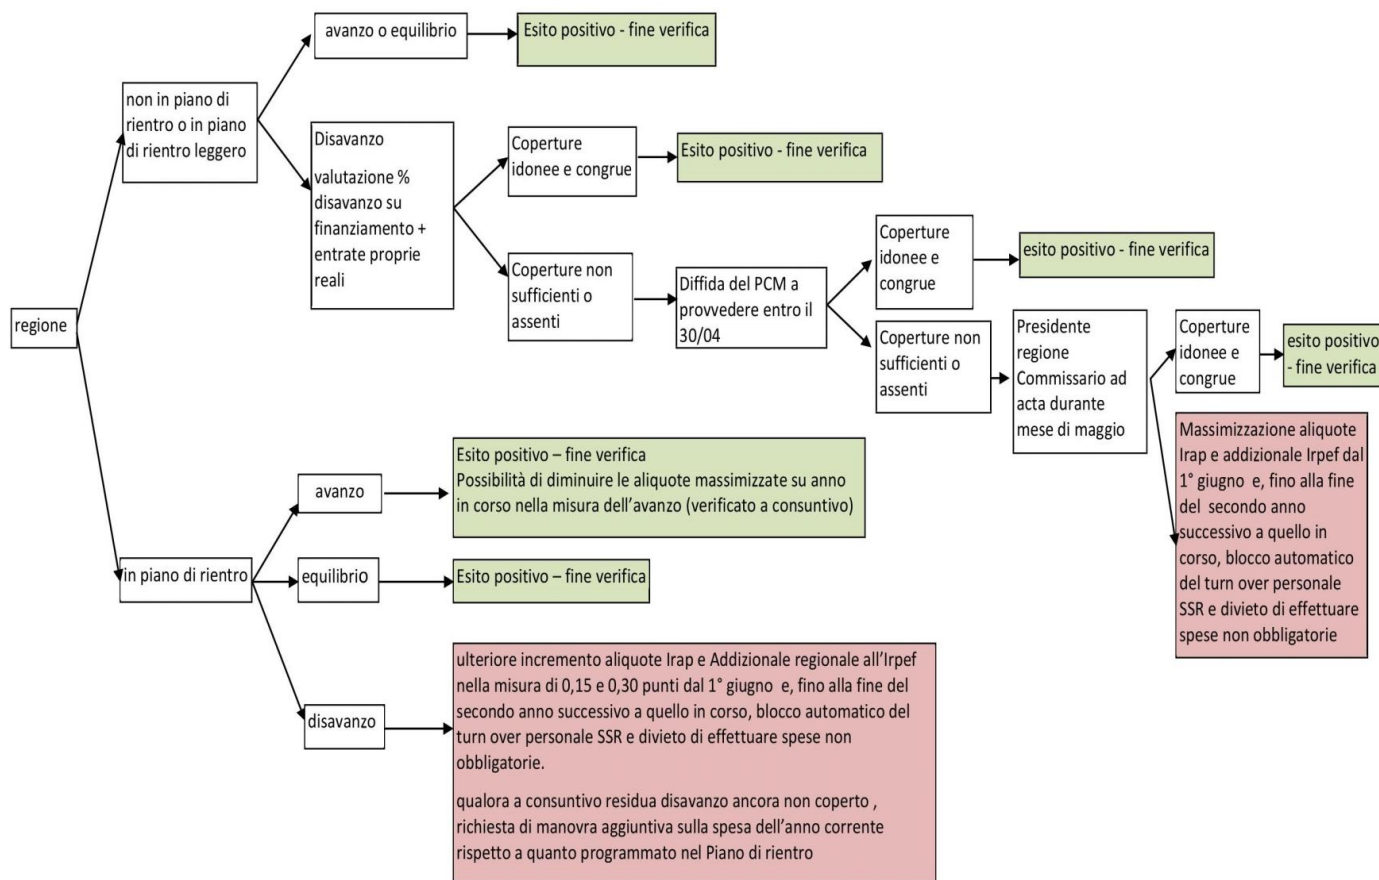 regione
non in piano di
rientro o in piano
di rientro leggero
avanzo o equilibrio
Esito positivo - fine verifica
Disavanzo
valutazione %
disavanzo su
finanziamento +
entrate proprie
reali
Coperture
idonee e congrue
Esito positivo - fine verifica
Coperture non
sufficienti o
assenti
Diffida del PCM a
provvedere entro il
30/04
Coperture
idonee e
congrue
esito positivo - fine verifica
Coperture non
sufficienti o
assenti
Presidente
regione
Commissario ad
acta durante
mese di maggio
Coperture
idonee e
congrue
esito positivo
- fine verifica
Massimizzazione aliquote
Irap e addizionale Irpef dal
1° giugno e, fino alla fine
del secondo anno
successivo a quello in
corso, blocco automatico
del turn over personale
SSR e divieto di effettuare
spese non obbligatorie
in piano di rientro
avanzo
Esito positivo – fine verifica
Possibilità di diminuire le aliquote massimizzate su anno
in corso nella misura dell'avanzo (verificato a consuntivo)
equilibrio
Esito positivo – fine verifica
disavanzo
ulteriore incremento aliquote Irap e Addizionale regionale all'Irpef
nella misura di 0,15 e 0,30 punti dal 1° giugno e, fino alla fine del
secondo anno successivo a quello in corso, blocco automatico del
turn over personale SSR e divieto di effettuare spese non
obbligatorie.
qualora a consuntivo residua disavanzo ancora non coperto ,
richiesta di manovra aggiuntiva sulla spesa dell'anno corrente
rispetto a quanto programmato nel Piano di rientro